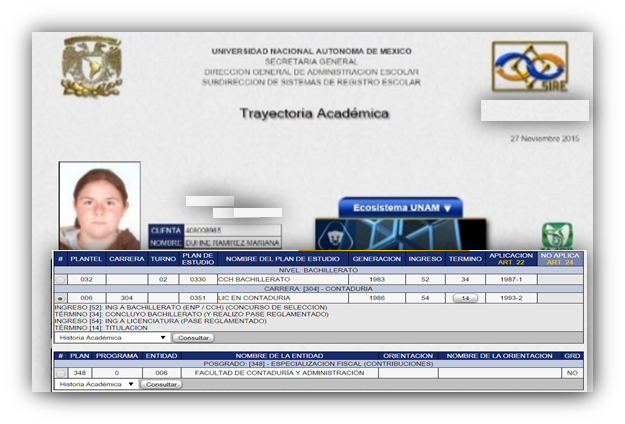 UNIVERSIDAD NACIONAL AUTONOMA DE MEXICO
SECRETARIA GENERAL
DIRECCION GENERAL DE ADMINISTRACION ESCOLAR
SUBDIRECCION DE SISTEMAS DE REGISTRO ESCOLAR
SIAE
Trayectoria Académica
27 Noviembre 2015
Ecosistema UNAM ▼
CUENTA 408008985
NOMBRE RAMIREZ MARIANA
# PLANTEL CARRERA TURNO PLAN DE ESTUDIO NOMBRE DEL PLAN DE ESTUDIO GENERACION INGRESO TERMINO APLICACION ART. 22 NO APLICA ART. 24
NIVEL: BACHILLERATO
032 02 0330 CCH BACHILLERATO 1983 52 34 1987-1
CARRERA: [304] - CONTADURIA
006 304 0351 LIC EN CONTADURIA 1986 54 14 1993-2
INGRESO [52]: ING A BACHILLERATO (ENP / CCH) (CONCURSO DE SELECCION)
TÉRMINO [34]: CONCLUYO BACHILLERATO (Y REALIZO PASE REGLAMENTADO)
INGRESO [54]: ING A LICENCIATURA (PASE REGLAMENTADO)
TÉRMINO [14]: TITULACION
Historia Académica ▼ Consultar
# PLAN PROGRAMA ENTIDAD NOMBRE DE LA ENTIDAD ORIENTACION NOMBRE DE LA ORIENTACION GRD
POSGRADO: [348] - ESPECIALIZACION FISCAL (CONTRIBUCIONES)
348 0 006 FACULTAD DE CONTADURÍA Y ADMINISTRACIÓN NO
Historia Académica ▼ Consultar